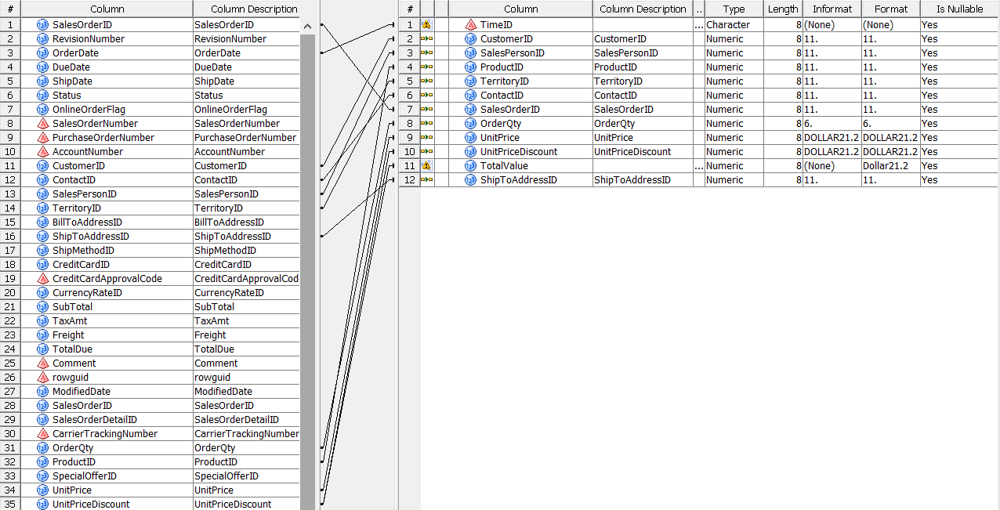 # Column Column Description # Column Column Description .. Type Length Informat Format Is Nullable
1 SalesOrderID SalesOrderID 1 TimeID ... Character 8 (None) (None) Yes
2 RevisionNumber RevisionNumber 2 CustomerID CustomerID Numeric 8 11. 11. Yes
3 OrderDate OrderDate 3 SalesPersonID SalesPersonID Numeric 8 11. 11. Yes
4 DueDate DueDate 4 ProductID ProductID Numeric 8 11. 11. Yes
5 ShipDate ShipDate 5 TerritoryID TerritoryID Numeric 8 11. 11. Yes
6 Status Status 6 ContactID ContactID Numeric 8 11. 11. Yes
7 OnlineOrderFlag OnlineOrderFlag 7 SalesOrderID SalesOrderID Numeric 8 11. 11. Yes
8 SalesOrderNumber SalesOrderNumber 8 OrderQty OrderQty Numeric 8 6. 6. Yes
9 PurchaseOrderNumber PurchaseOrderNumber 9 UnitPrice UnitPrice Numeric 8 DOLLAR21.2 DOLLAR21.2 Yes
10 AccountNumber AccountNumber 10 UnitPriceDiscount UnitPriceDiscount Numeric 8 DOLLAR21.2 DOLLAR21.2 Yes
11 CustomerID CustomerID 11 TotalValue ... Numeric 8 (None) Dollar21.2 Yes
12 ContactID ContactID 12 ShipToAddressID ShipToAddressID Numeric 8 11. 11. Yes
13 SalesPersonID SalesPersonID
14 TerritoryID TerritoryID
15 BillToAddressID BillToAddressID
16 ShipToAddressID ShipToAddressID
17 ShipMethodID ShipMethodID
18 CreditCardID CreditCardID
19 CreditCardApprovalCode CreditCardApprovalCod
20 CurrencyRateID CurrencyRateID
21 SubTotal SubTotal
22 TaxAmt TaxAmt
23 Freight Freight
24 TotalDue TotalDue
25 Comment Comment
26 rowguid rowguid
27 ModifiedDate ModifiedDate
28 SalesOrderID SalesOrderID
29 SalesOrderDetailID SalesOrderDetailID
30 CarrierTrackingNumber CarrierTrackingNumber
31 OrderQty OrderQty
32 ProductID ProductID
33 SpecialOfferID SpecialOfferID
34 UnitPrice UnitPrice
35 UnitPriceDiscount UnitPriceDiscount